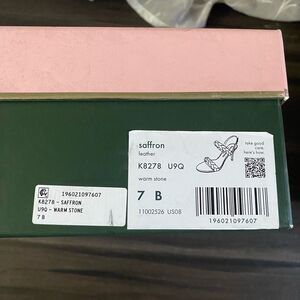 saffron
leather
K8278 U9Q
warm stone
7 B
11002526 US08
take good
care.
here's how.
196021097607
196021097607
K8278 - SAFFRON
U9Q - WARM STONE
7 B